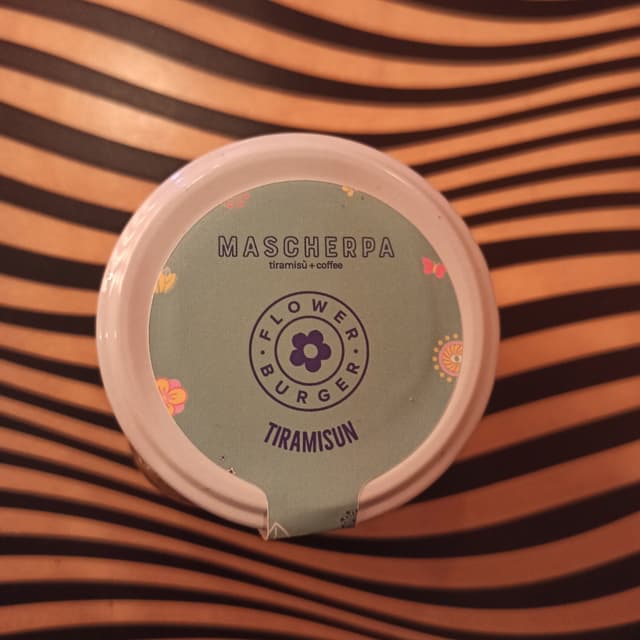 MASCHERPA
tiramisù + coffee
FLOWER
BURGER
TIRAMISUN